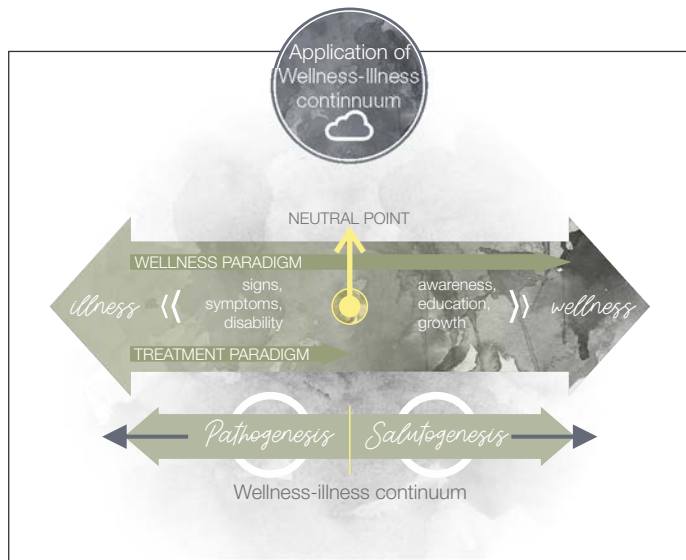 Application of
Wellness-Illness
continnuum
NEUTRAL POINT
WELLNESS PARADIGM
illness
signs,
symptoms,
disability
awareness,
education,
growth
wellness
TREATMENT PARADIGM
Pathogenesis
Salutogenesis
Wellness-illness continuum